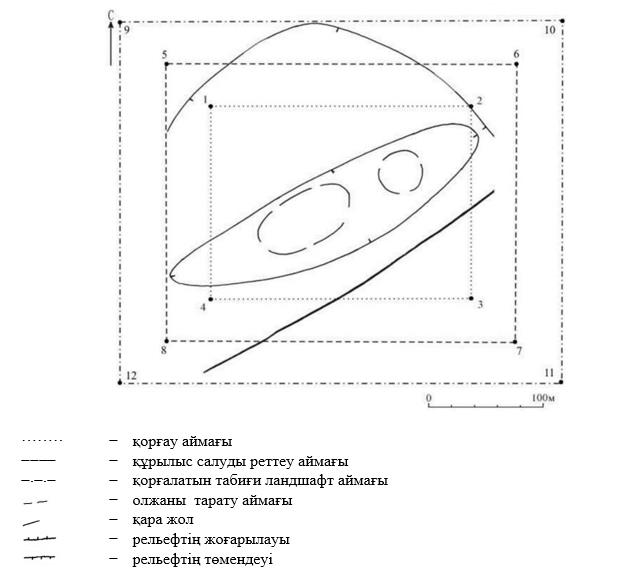 С
9
10
5
6
1
2
4
3
8
7
12
11
0
100м
– қорғау аймағы
– құрылыс салуды реттеу аймағы
– қорғалатын табиғи ландшафт аймағы
– олжаны тарату аймағы
– қара жол
– рельефтің жоғарылауы
– рельефтің төмендеуі